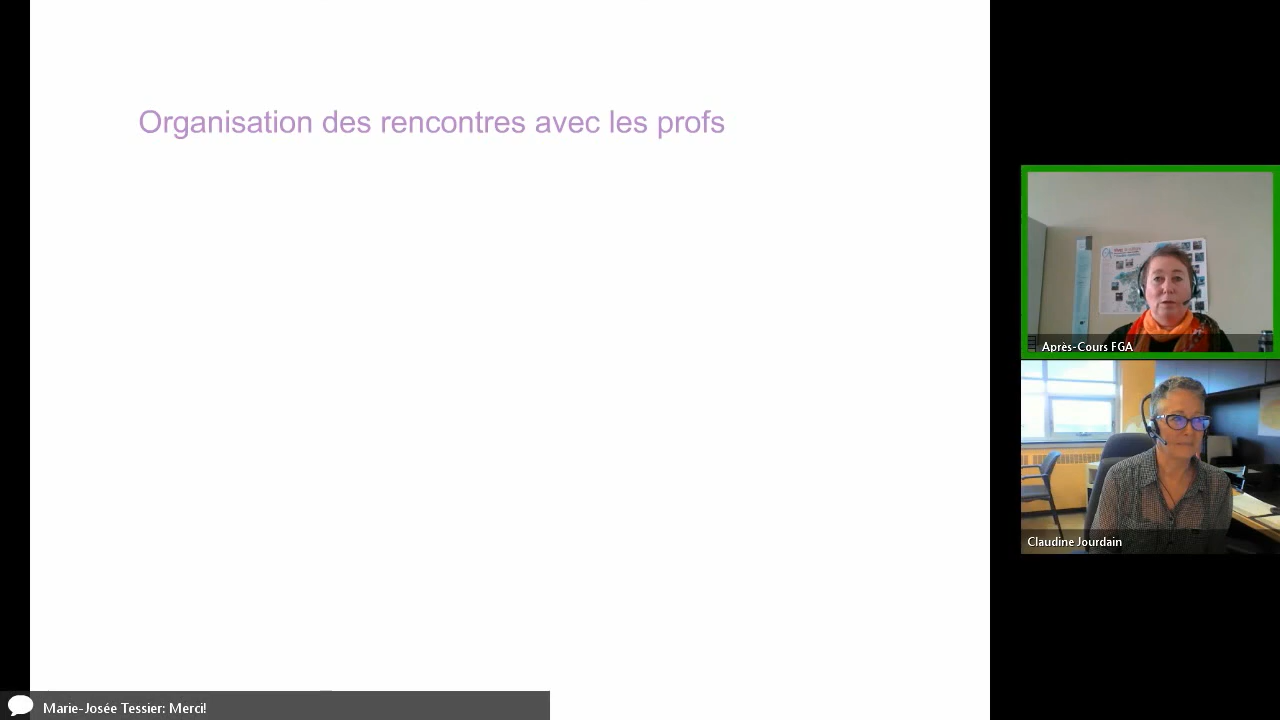 Organisation des rencontres avec les profs
Après-Cours FGA
Claudine Jourdain
Marie-Josée Tessier: Merci!